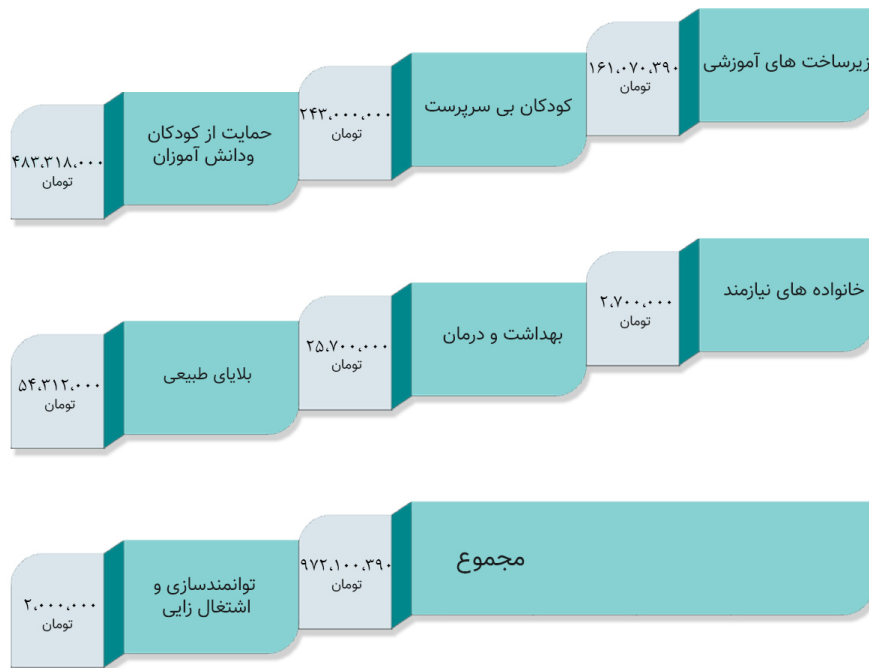 زیرساخت های آموزشی
۱۶۱،۰۷۰،۳۹۰
تومان
کودکان بی سرپرست
۲۴۳،۰۰۰،۰۰۰
تومان
حمایت از کودکان
ودانش آموزان
۴۸۳،۳۱۸،۰۰۰
تومان
خانواده های نیازمند
۲،۷۰۰،۰۰۰
تومان
بهداشت و درمان
۲۵،۷۰۰،۰۰۰
تومان
بلایای طبیعی
۵۴،۳۱۲،۰۰۰
تومان
مجموع
۹۷۲،۱۰۰،۳۹۰
تومان
توانمندسازی و
اشتغال زایی
۲،۰۰۰،۰۰۰
تومان